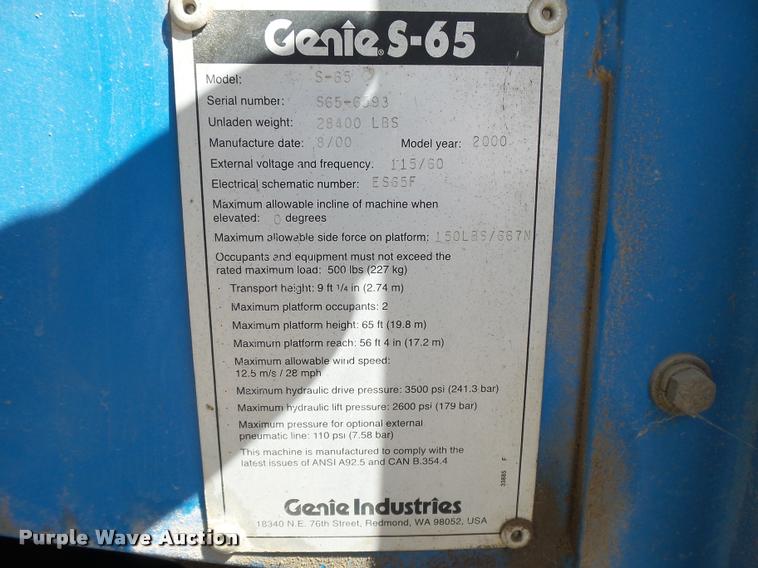 Genie® S-65
Model: S-65
Serial number: S65-6593
Unladen weight: 28400 LBS
Manufacture date: 8/00 Model year: 2000
External voltage and frequency: 115/60
Electrical schematic number: ES65F
Maximum allowable incline of machine when
elevated: 0 degrees
Maximum allowable side force on platform: 150LBS/667N
Occupants and equipment must not exceed the
rated maximum load: 500 lbs (227 kg)
· Transport height: 9 ft 1/4 in (2.74 m)
· Maximum platform occupants: 2
· Maximum platform height: 65 ft (19.8 m)
· Maximum platform reach: 56 ft 4 in (17.2 m)
· Maximum allowable wind speed:
12.5 m/s / 28 mph
· Maximum hydraulic drive pressure: 3500 psi (241.3 bar)
· Maximum hydraulic lift pressure: 2600 psi (179 bar)
· Maximum pressure for optional external
pneumatic line: 110 psi (7.58 bar)
· This machine is manufactured to comply with the
latest issues of ANSI A92.5 and CAN B.354.4
33885 F
Genie Industries
18340 N.E. 76th Street, Redmond, WA 98052, USA
Purple Wave Auction